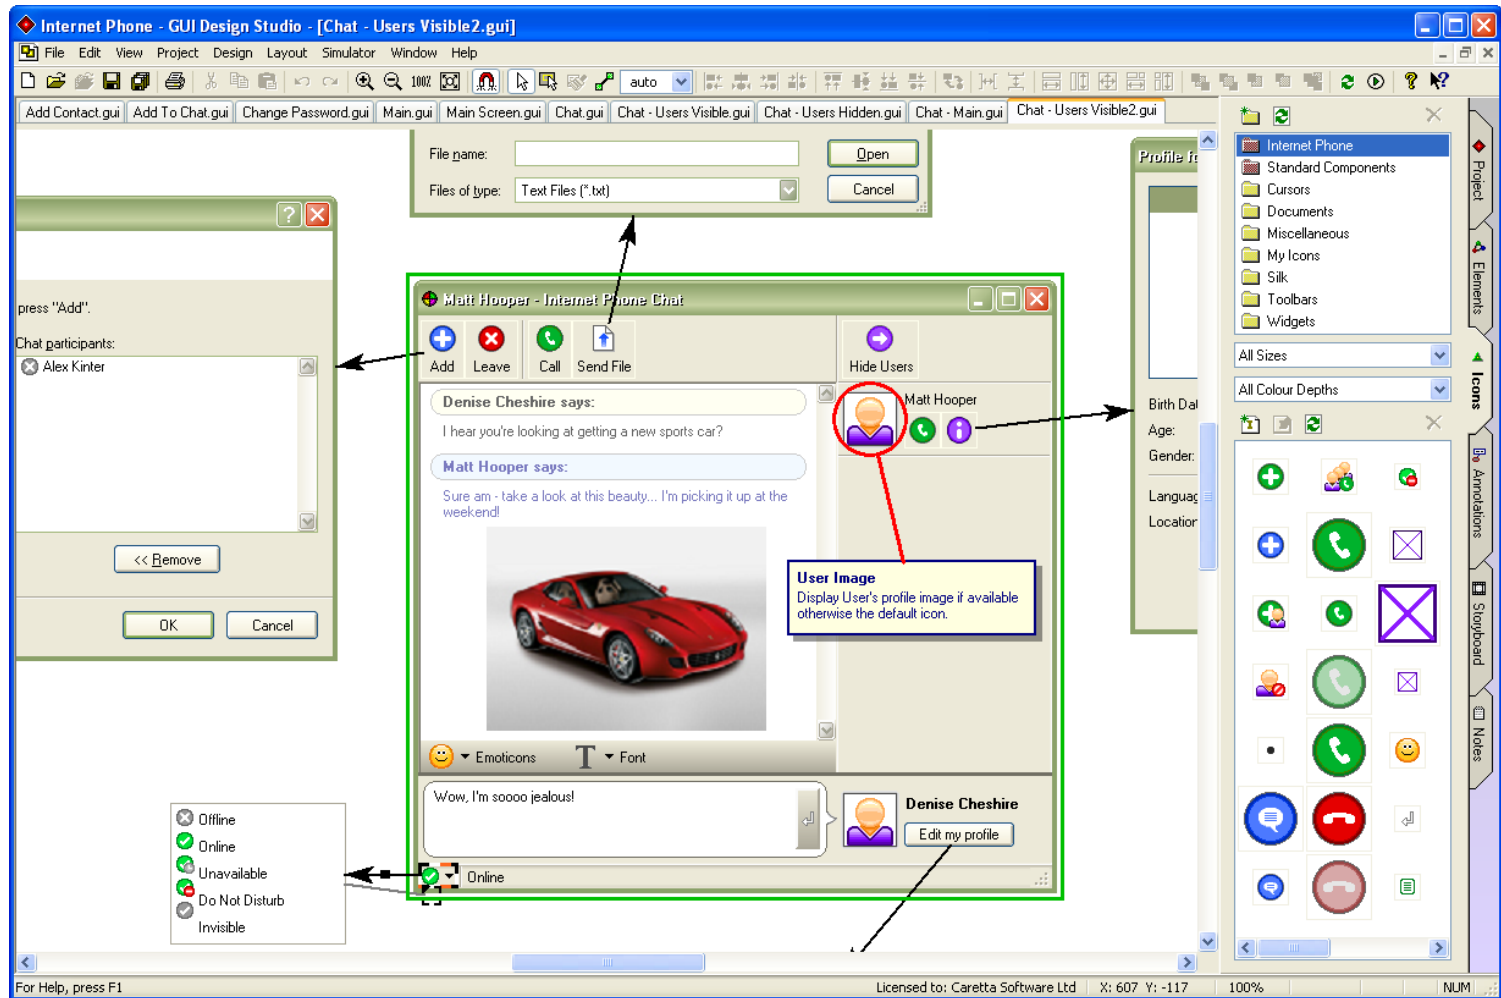 Internet Phone - GUI Design Studio - [Chat - Users Visible2.gui]
File Edit View Project Design Layout Simulator Window Help
100% auto
Add Contact.gui Add To Chat.gui Change Password.gui Main.gui Main Screen.gui Chat.gui Chat - Users Visible.gui Chat - Users Hidden.gui Chat - Main.gui Chat - Users Visible2.gui
File name: Open
Files of type: Text Files (*.txt) Cancel
press "Add".
Chat participants:
Alex Kinter
<< Remove
OK Cancel
Matt Hooper - Internet Phone Chat
Add Leave Call Send File Hide Users
Denise Cheshire says:
I hear you're looking at getting a new sports car?
Matt Hooper says:
Sure am - take a look at this beauty... I'm picking it up at the
weekend!
Matt Hooper
User Image
Display User's profile image if available
otherwise the default icon.
Emoticons T Font
Wow, I'm soooo jealous!
Denise Cheshire
Edit my profile
Online
Offline
Online
Unavailable
Do Not Disturb
Invisible
Profile fo
Birth Dat
Age:
Gender:
Languag
Location
Internet Phone
Standard Components
Cursors
Documents
Miscellaneous
My Icons
Silk
Toolbars
Widgets
All Sizes
All Colour Depths
Project
Elements
Icons
Annotations
Storyboard
Notes
For Help, press F1 Licensed to: Caretta Software Ltd X: 607 Y: -117 100% NUM